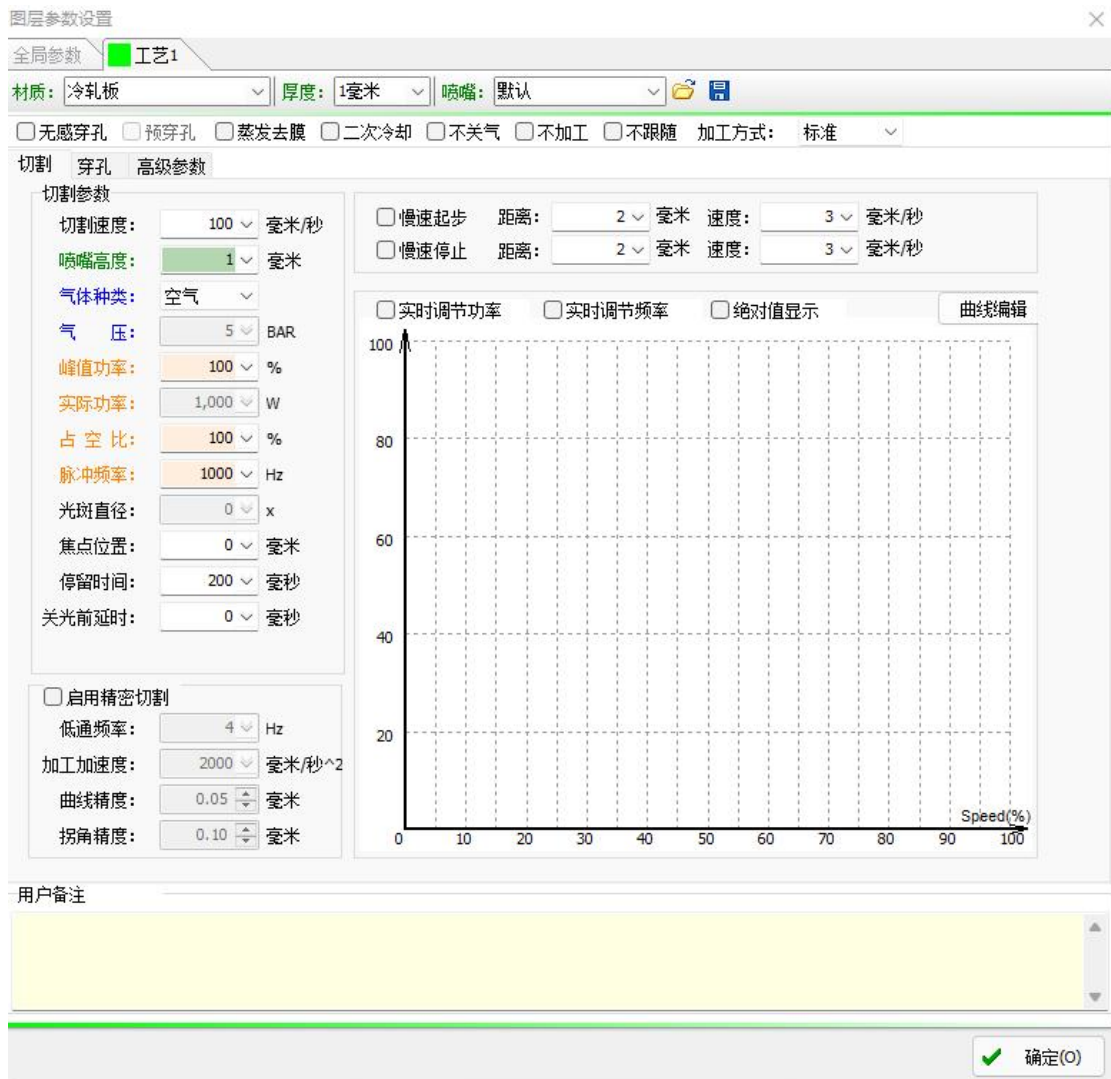 图层参数设置
全局参数 工艺1
材质: 冷轧板 厚度: 1毫米 喷嘴: 默认
无感穿孔 预穿孔 蒸发去膜 二次冷却 不关气 不加工 不跟随 加工方式: 标准
切割 穿孔 高级参数
切割参数
切割速度: 100 毫米/秒
喷嘴高度: 1 毫米
气体种类: 空气
气 压: 5 BAR
峰值功率: 100 %
实际功率: 1,000 W
占 空 比: 100 %
脉冲频率: 1000 Hz
光斑直径: 0 x
焦点位置: 0 毫米
停留时间: 200 毫秒
关光前延时: 0 毫秒
启用精密切割
低通频率: 4 Hz
加工加速度: 2000 毫米/秒^2
曲线精度: 0.05 毫米
拐角精度: 0.10 毫米
慢速起步 距离: 2 毫米 速度: 3 毫米/秒
慢速停止 距离: 2 毫米 速度: 3 毫米/秒
实时调节功率 实时调节频率 绝对值显示 曲线编辑
100
80
60
40
20
Speed(%)
0 10 20 30 40 50 60 70 80 90 100
用户备注
确定(O)